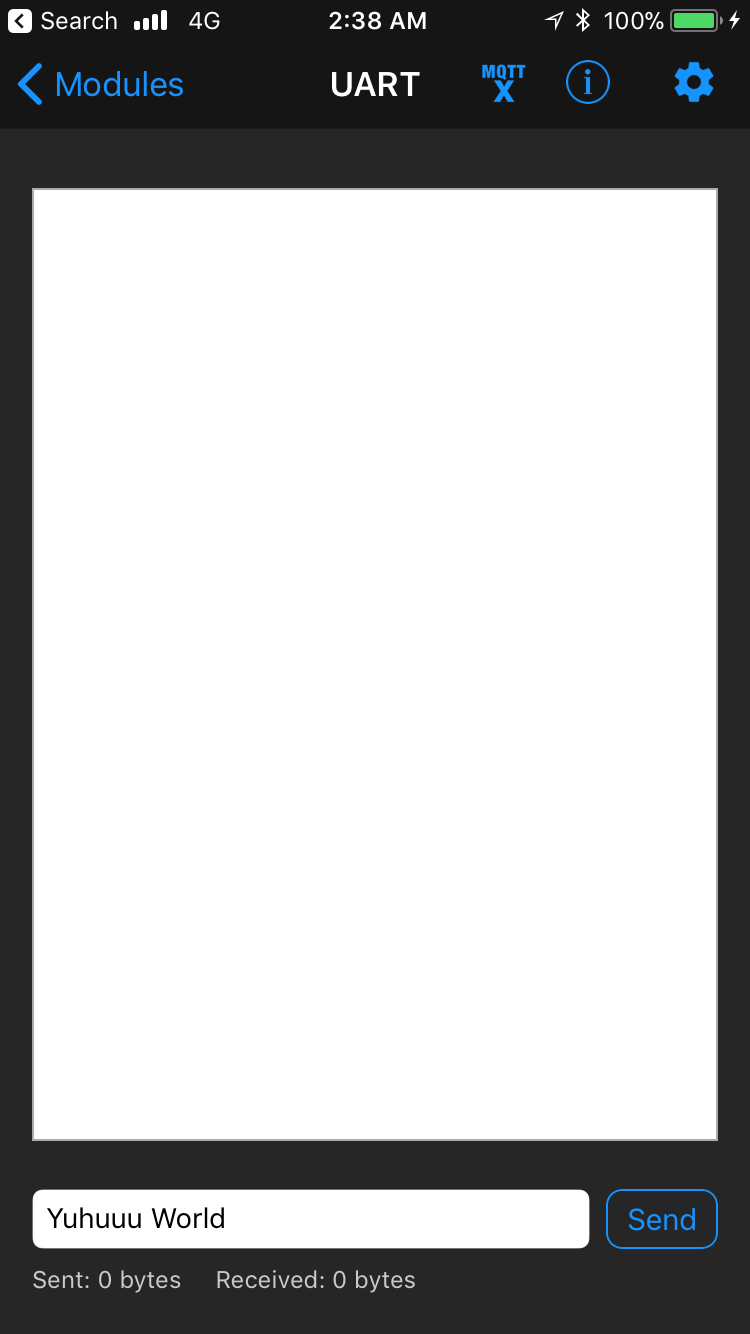 Search 4G 2:38 AM 100%
Modules UART MQTT X i
Yuhuuu World Send
Sent: 0 bytes Received: 0 bytes